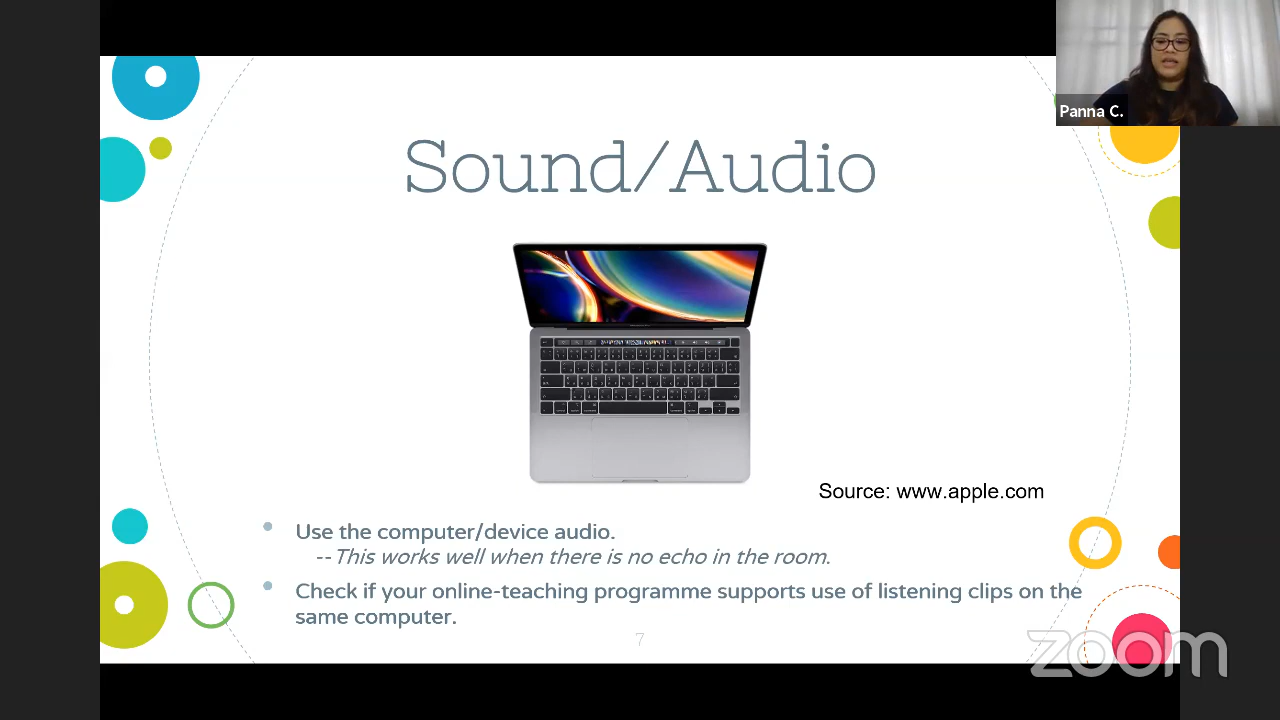 Panna C.
Sound/Audio
Source: www.apple.com
Use the computer/device audio.
--This works well when there is no echo in the room.
Check if your online-teaching programme supports use of listening clips on the
same computer.
7
zoom